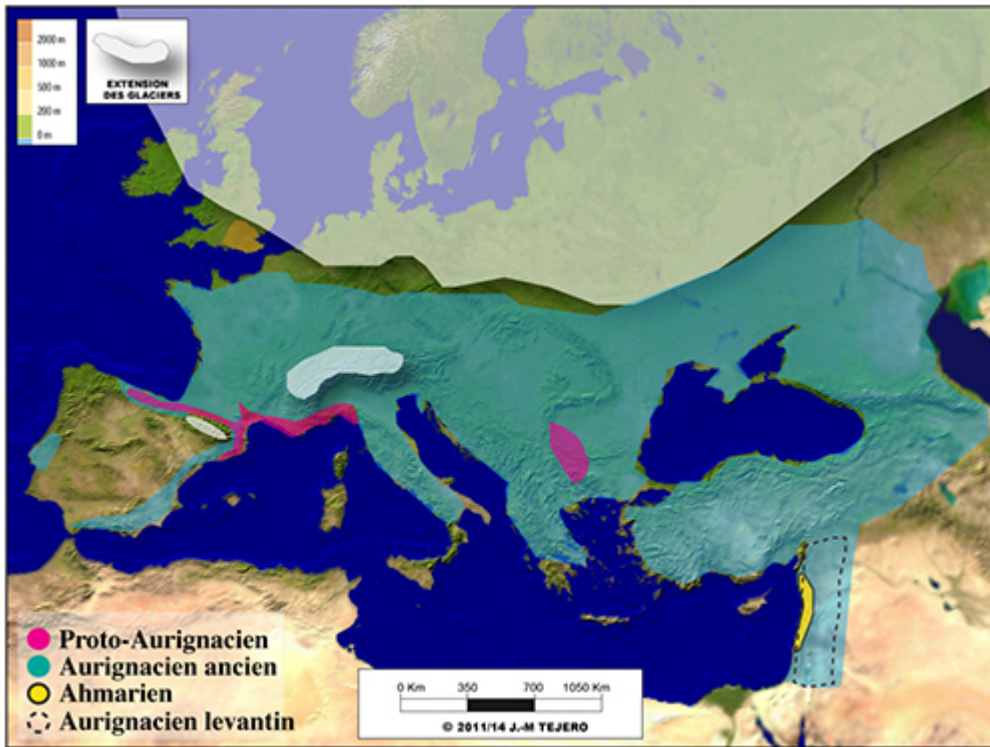 2000 m
1000 m
500 m
200 m
0 m
EXTENSION
DES GLACIERS
Proto-Aurignacien
Aurignacien ancien
Ahmarien
Aurignacien levantin
0 Km 350 700 1050 Km
© 2011/14 J.-M TEJERO